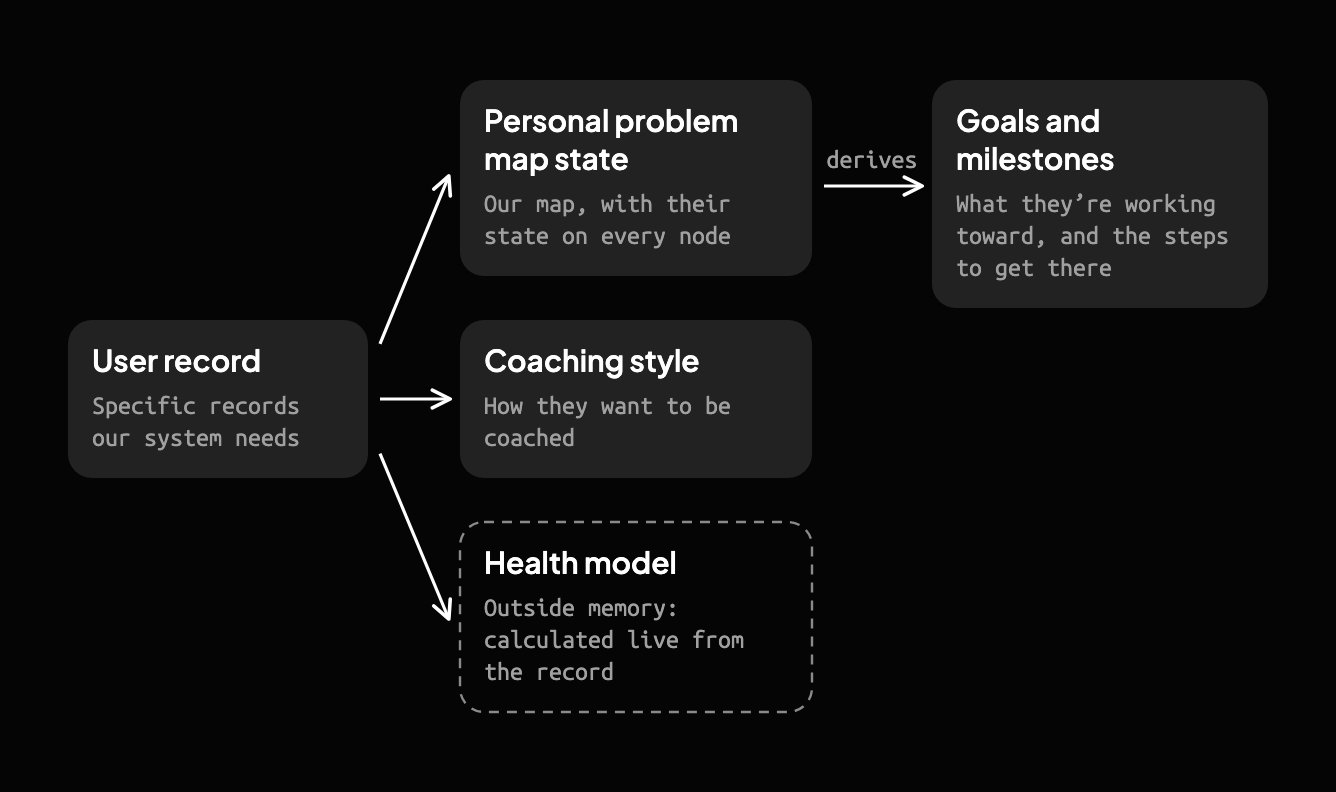 Personal problem
map state
Our map, with their
state on every node
derives
Goals and
milestones
What they’re working
toward, and the steps
to get there
User record
Specific records
our system needs
Coaching style
How they want to be
coached
Health model
Outside memory:
calculated live from
the record